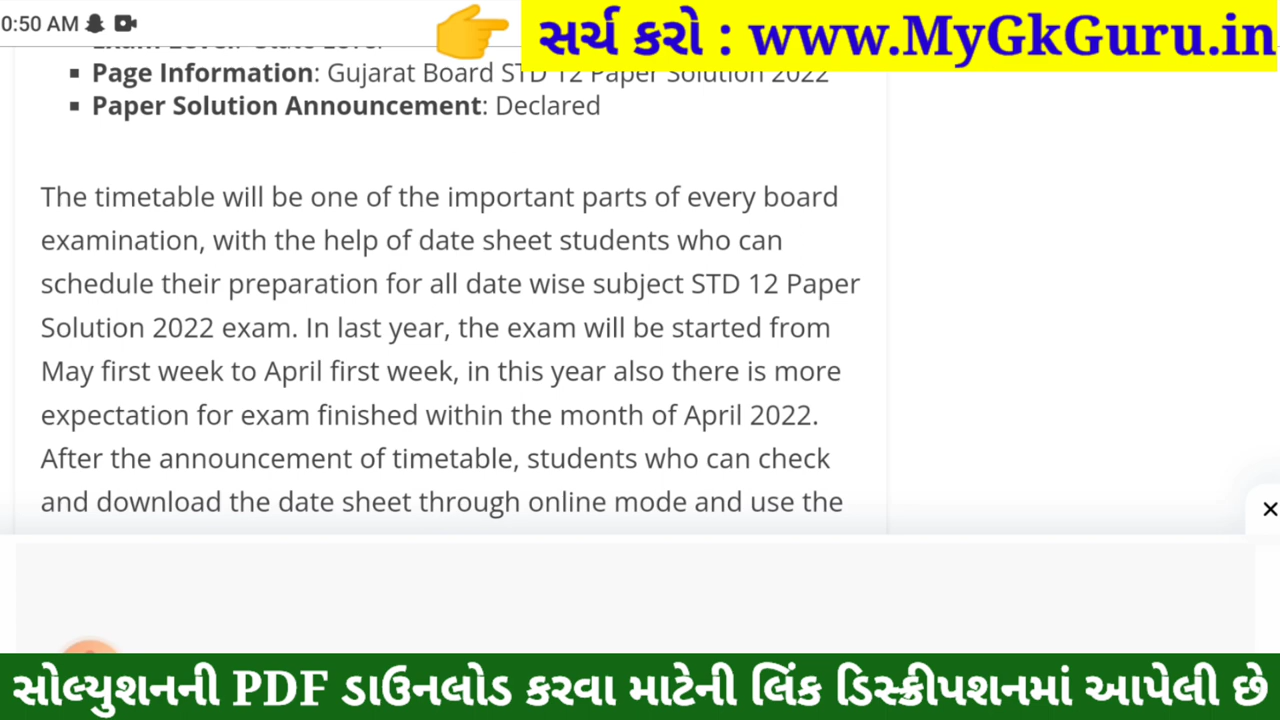 0:50 AM
સર્ચ કરો : www.MyGkGuru.in
Exam Level: State Level
Page Information: Gujarat Board STD 12 Paper Solution 2022
Paper Solution Announcement: Declared
The timetable will be one of the important parts of every board
examination, with the help of date sheet students who can
schedule their preparation for all date wise subject STD 12 Paper
Solution 2022 exam. In last year, the exam will be started from
May first week to April first week, in this year also there is more
expectation for exam finished within the month of April 2022.
After the announcement of timetable, students who can check
and download the date sheet through online mode and use the
સોલ્યુશનની PDF ડાઉનલોડ કરવા માટેની લિંક ડિસ્ક્રીપશનમાં આપેલી છે